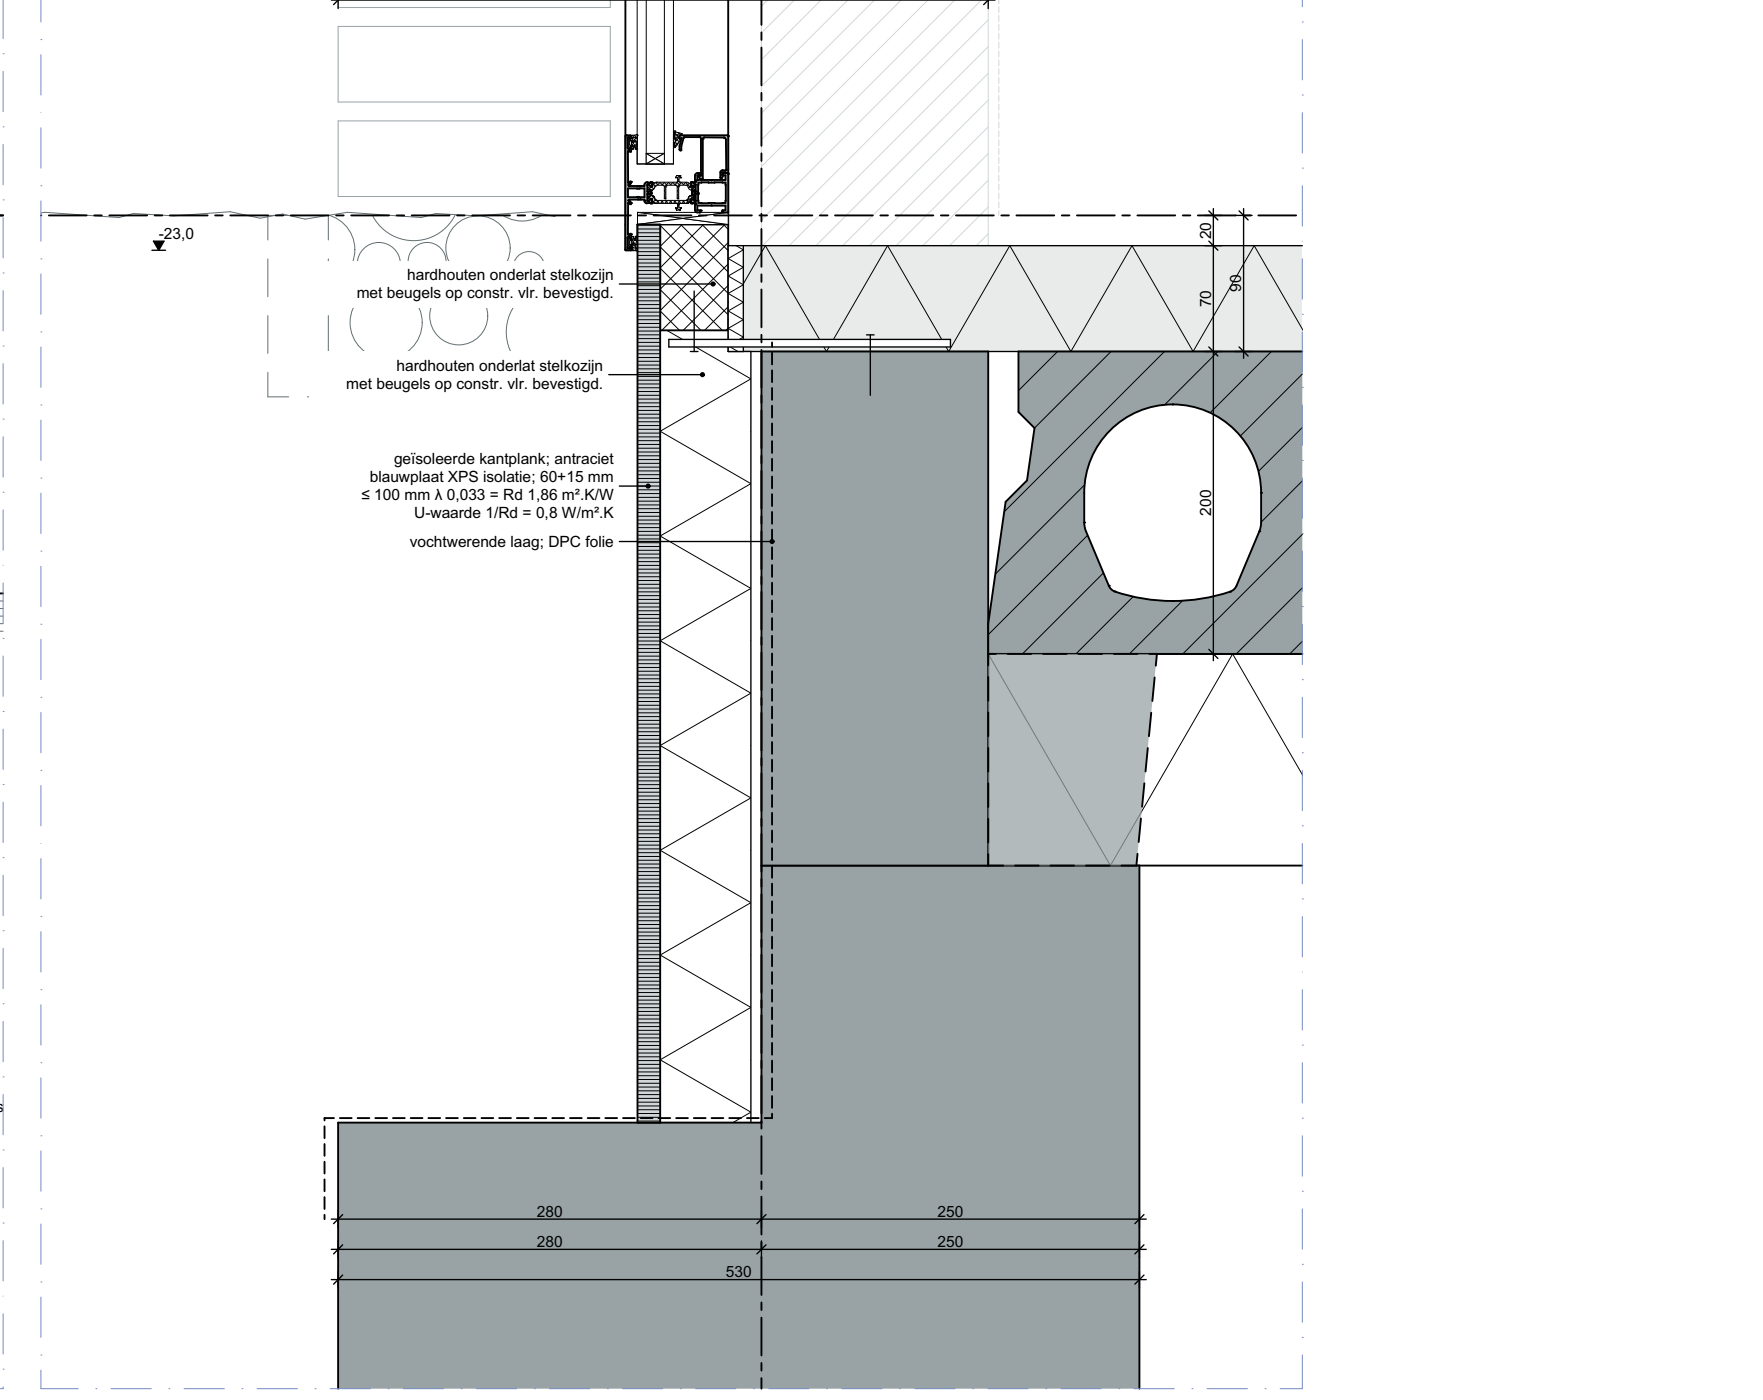 -23,0
20
90
70
hardhouten onderlat stelkozijn
met beugels op constr. vlr. bevestigd.
hardhouten onderlat stelkozijn
met beugels op constr. vlr. bevestigd.
geïsoleerde kantplank; antraciet
blauwplaat XPS isolatie; 60+15 mm
≤ 100 mm λ 0,033 = Rd 1,86 m².K/W
U-waarde 1/Rd = 0,8 W/m².K
200
vochtwerende laag; DPC folie
280
250
280
250
530